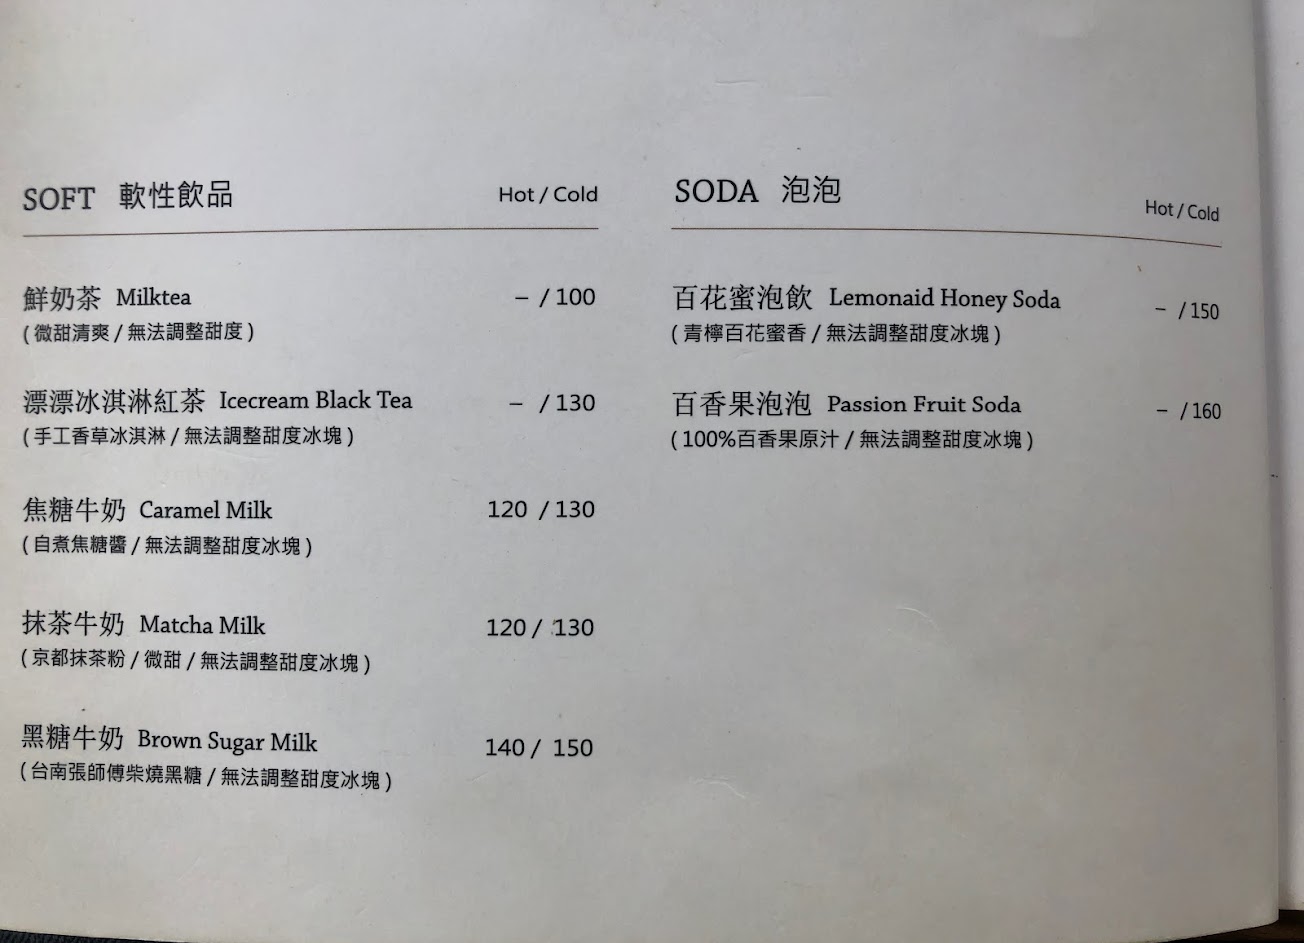 SOFT 軟性飲品 Hot / Cold
鮮奶茶 Milktea – / 100
( 微甜清爽 / 無法調整甜度 )
漂漂冰淇淋紅茶 Icecream Black Tea – / 130
( 手工香草冰淇淋 / 無法調整甜度冰塊 )
焦糖牛奶 Caramel Milk 120 / 130
( 自煮焦糖醬 / 無法調整甜度冰塊 )
抹茶牛奶 Matcha Milk 120 / 130
( 京都抹茶粉 / 微甜 / 無法調整甜度冰塊 )
黑糖牛奶 Brown Sugar Milk 140 / 150
( 台南張師傅柴燒黑糖 / 無法調整甜度冰塊 )
SODA 泡泡 Hot / Cold
百花蜜泡飲 Lemonaid Honey Soda – / 150
( 青檸百花蜜香 / 無法調整甜度冰塊 )
百香果泡泡 Passion Fruit Soda – / 160
( 100%百香果原汁 / 無法調整甜度冰塊 )